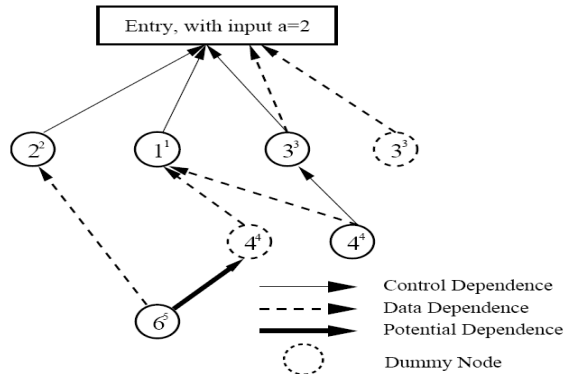 Entry, with input a=2
2² 1¹ 3³ 3³
4⁴ 4⁴
6⁵
Control Dependence
Data Dependence
Potential Dependence
Dummy Node